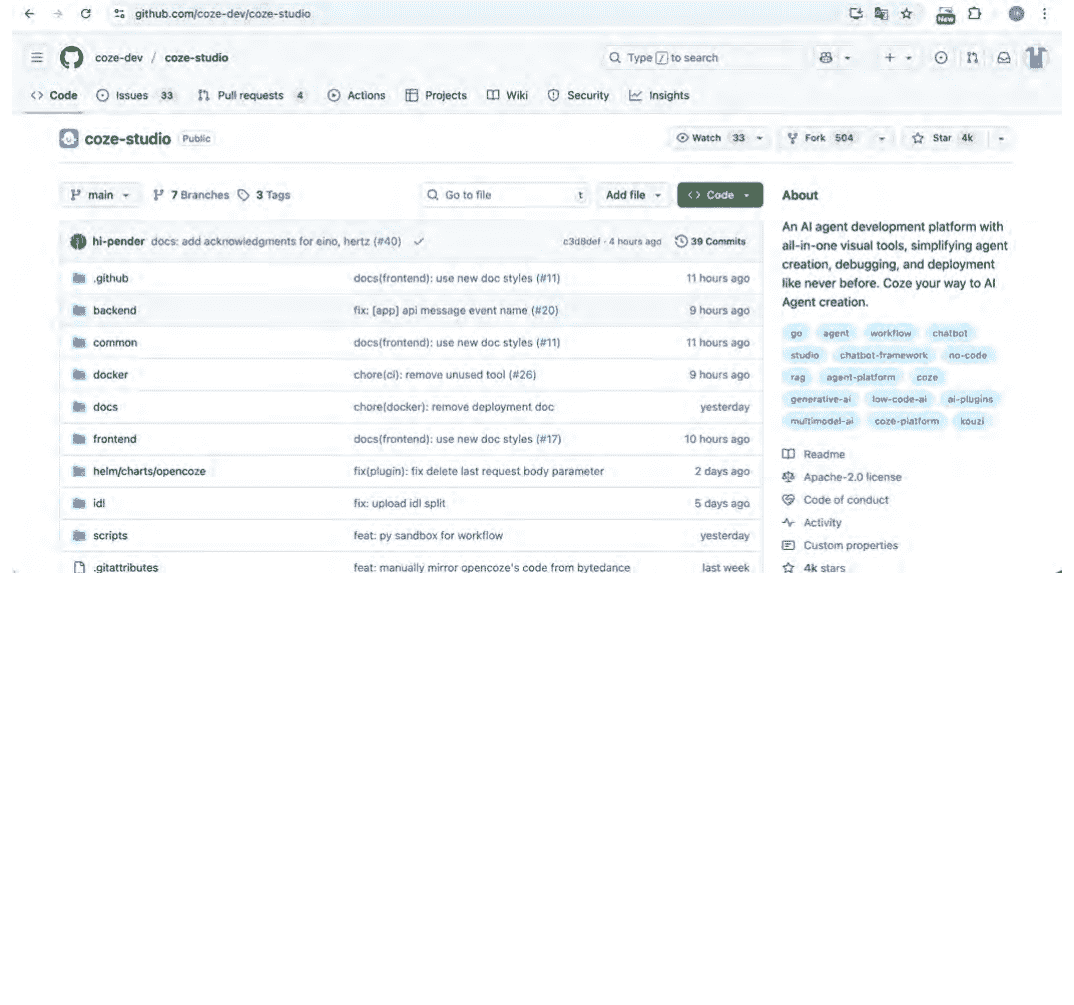 github.com/coze-dev/coze-studio
New
coze-dev / coze-studio
Type / to search
Code Issues 33 Pull requests 4 Actions Projects Wiki Security Insights
coze-studio Public
Watch 33 Fork 504 Star 4k
main 7 Branches 3 Tags Go to file t Add file Code
hi-pender docs: add acknowledgments for eino, hertz (#40) c3d8def · 4 hours ago 39 Commits
.github docs(frontend): use new doc styles (#11) 11 hours ago
backend fix: [app] api message event name (#20) 9 hours ago
common docs(frontend): use new doc styles (#11) 11 hours ago
docker chore(ci): remove unused tool (#26) 9 hours ago
docs chore(docker): remove deployment doc yesterday
frontend docs(frontend): use new doc styles (#17) 10 hours ago
helm/charts/opencoze fix(plugin): fix delete last request body parameter 2 days ago
idl fix: upload idl split 5 days ago
scripts feat: py sandbox for workflow yesterday
.gitattributes feat: manually mirror opencoze's code from bytedance last week
About
An AI agent development platform with
all-in-one visual tools, simplifying agent
creation, debugging, and deployment
like never before. Coze your way to AI
Agent creation.
go agent workflow chatbot
studio chatbot-framework no-code
rag agent-platform coze
generative-ai low-code-ai ai-plugins
multimodel-ai coze-platform kouzi
Readme
Apache-2.0 license
Code of conduct
Activity
Custom properties
4k stars